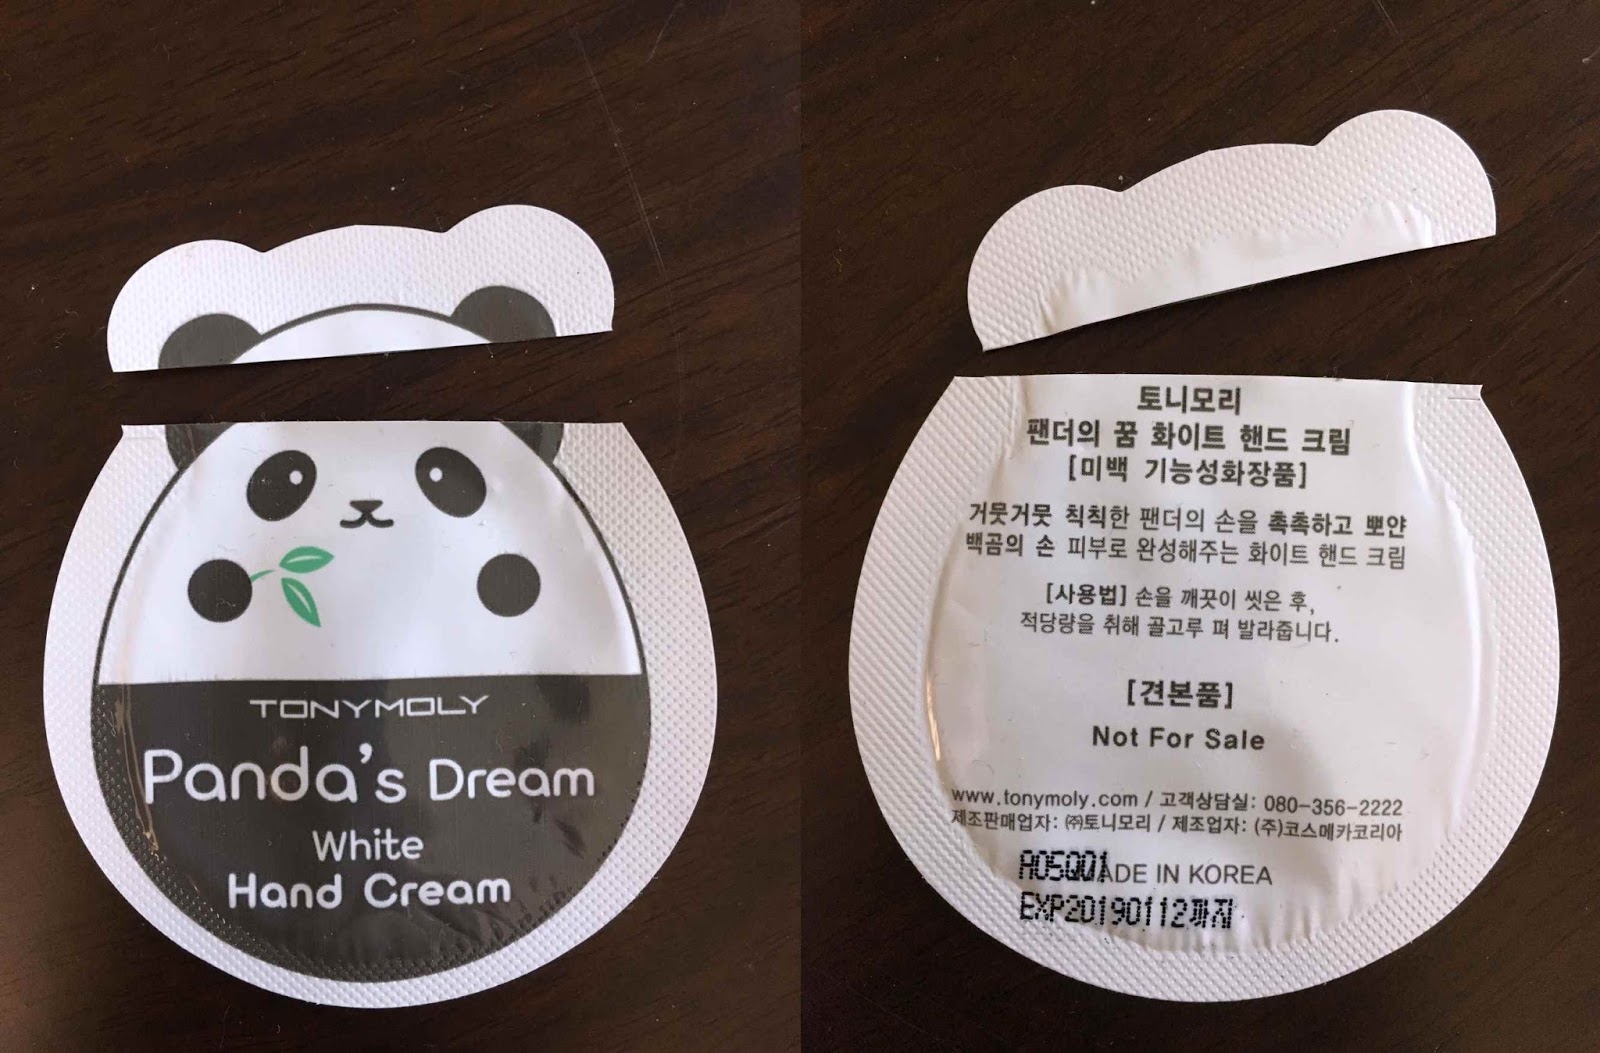 TONYMOLY
Panda's Dream
White
Hand Cream
토니모리
팬더의 꿈 화이트 핸드 크림
[미백 기능성화장품]
거뭇거뭇 칙칙한 팬더의 손을 촉촉하고 뽀얀
백곰의 손 피부로 완성해주는 화이트 핸드 크림
[사용법] 손을 깨끗이 씻은 후,
적당량을 취해 골고루 펴 발라줍니다.
[견본품]
Not For Sale
www.tonymoly.com / 고객상담실: 080-356-2222
제조판매업자: ㈜토니모리 / 제조업자: (주)코스메카코리아
A05Q01ADE IN KOREA
EXP20190112까지